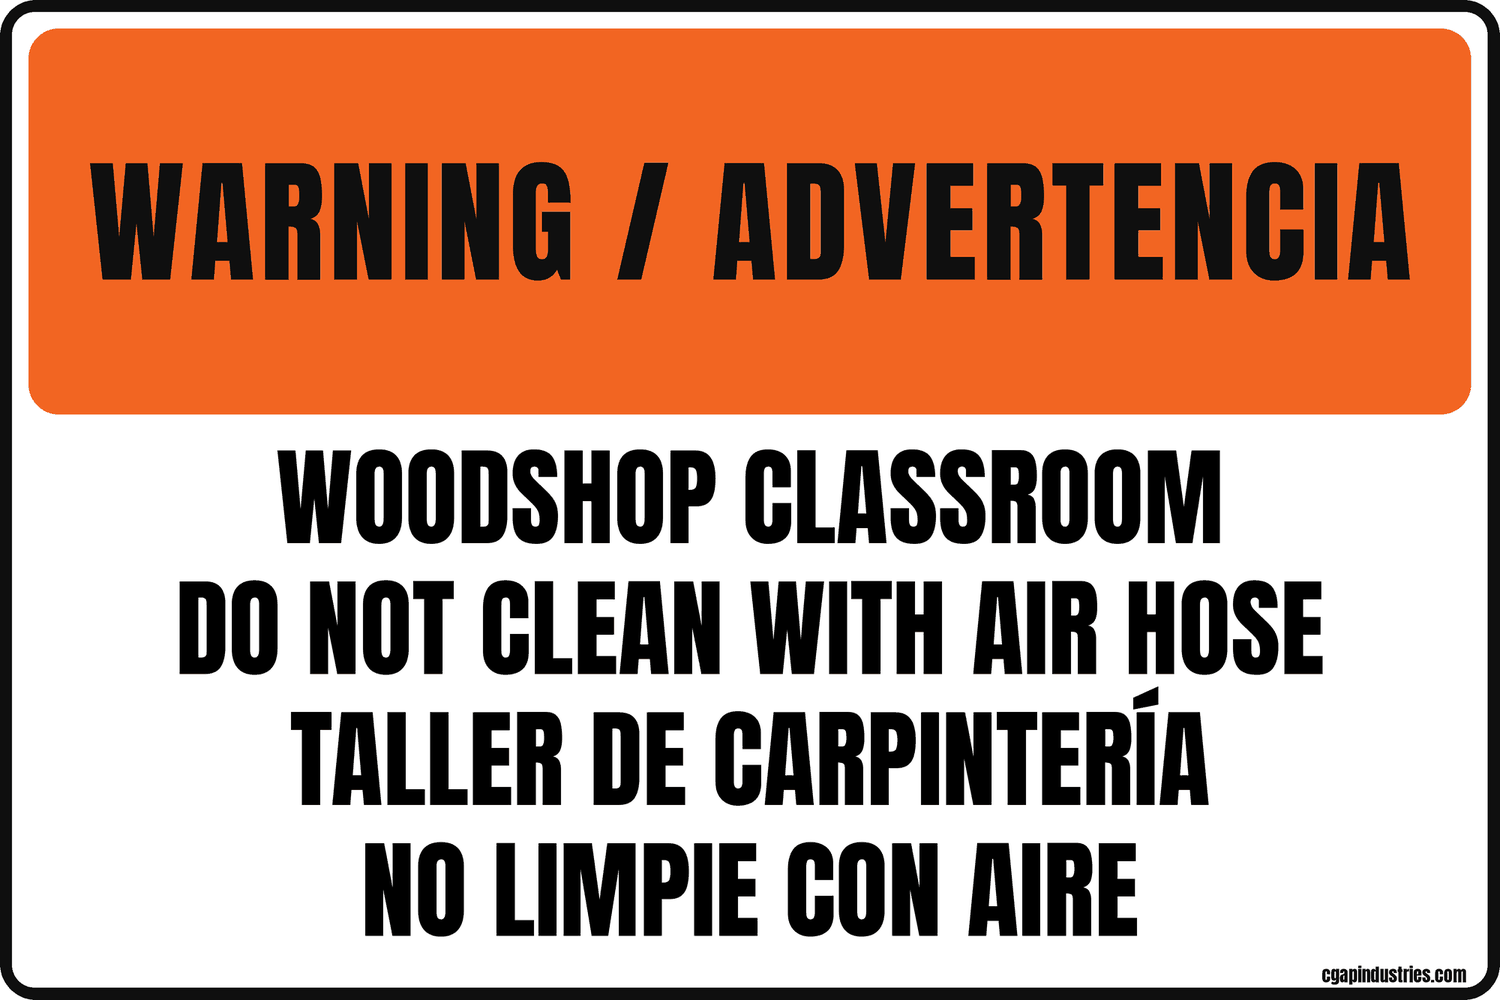 WARNING / ADVERTENCIA
WOODSHOP CLASSROOM
DO NOT CLEAN WITH AIR HOSE
TALLER DE CARPINTERÍA
NO LIMPIE CON AIRE
cgapindustries.com